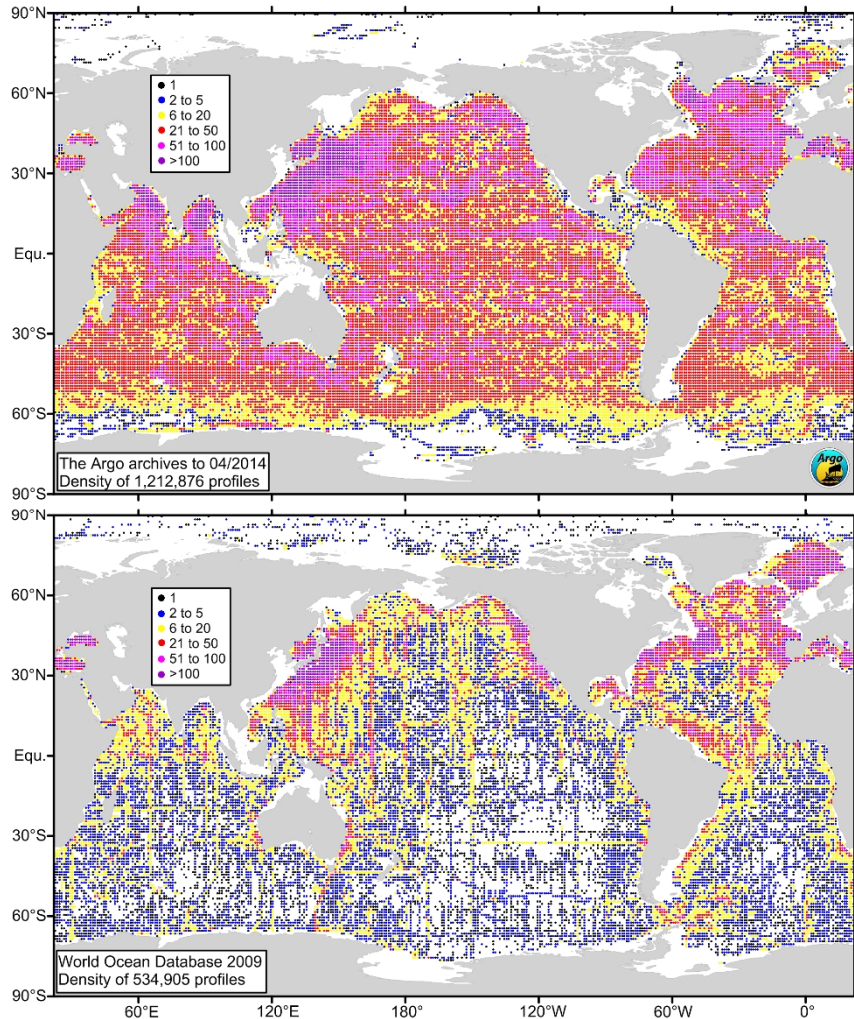 90°N
60°N
30°N
Equ.
30°S
60°S
90°S
1
2 to 5
6 to 20
21 to 50
51 to 100
>100
The Argo archives to 04/2014
Density of 1,212,876 profiles
Argo
90°N
60°N
30°N
Equ.
30°S
60°S
90°S
1
2 to 5
6 to 20
21 to 50
51 to 100
>100
World Ocean Database 2009
Density of 534,905 profiles
60°E 120°E 180° 120°W 60°W 0°